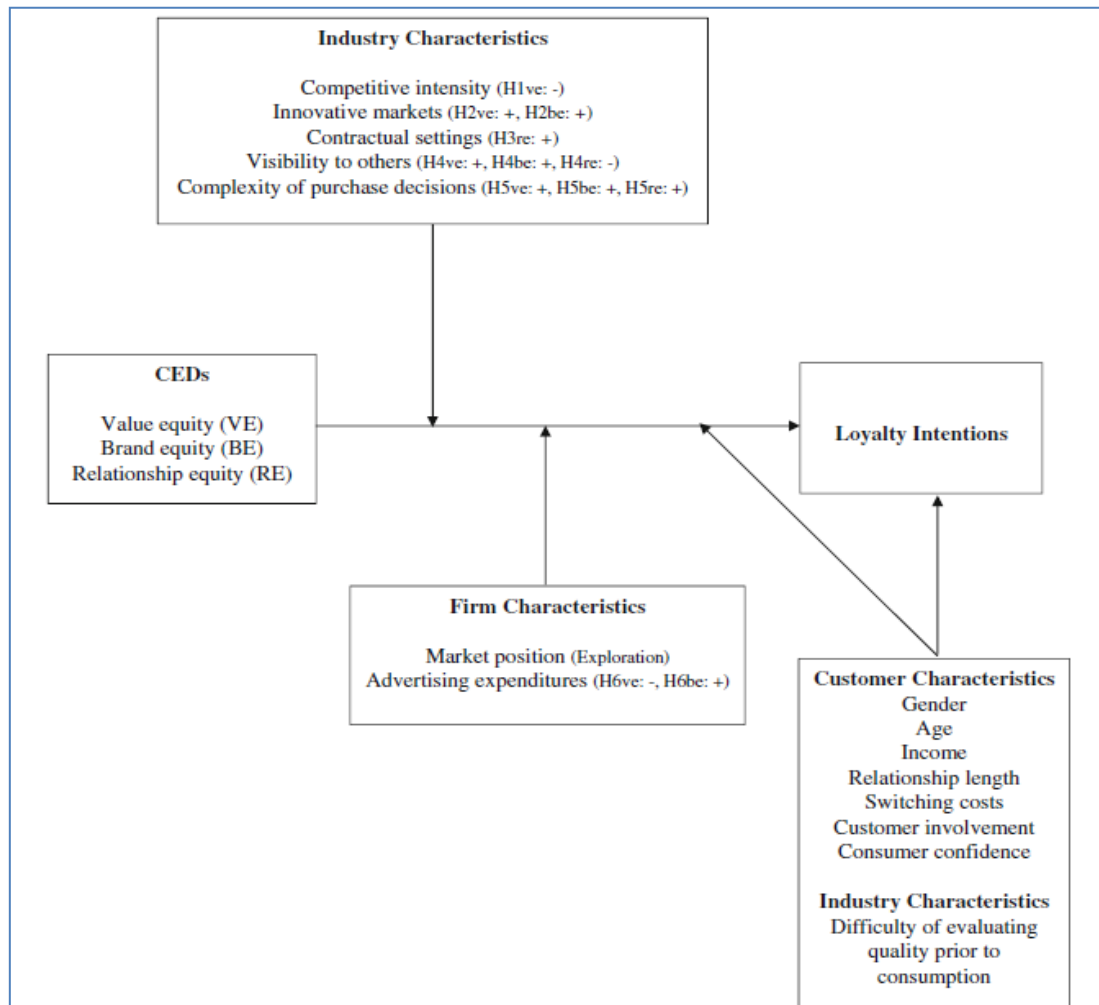 Industry Characteristics
Competitive intensity (H1ve: -)
Innovative markets (H2ve: +, H2be: +)
Contractual settings (H3re: +)
Visibility to others (H4ve: +, H4be: +, H4re: -)
Complexity of purchase decisions (H5ve: +, H5be: +, H5re: +)
CEDs
Value equity (VE)
Brand equity (BE)
Relationship equity (RE)
Loyalty Intentions
Firm Characteristics
Market position (Exploration)
Advertising expenditures (H6ve: -, H6be: +)
Customer Characteristics
Gender
Age
Income
Relationship length
Switching costs
Customer involvement
Consumer confidence
Industry Characteristics
Difficulty of evaluating
quality prior to
consumption